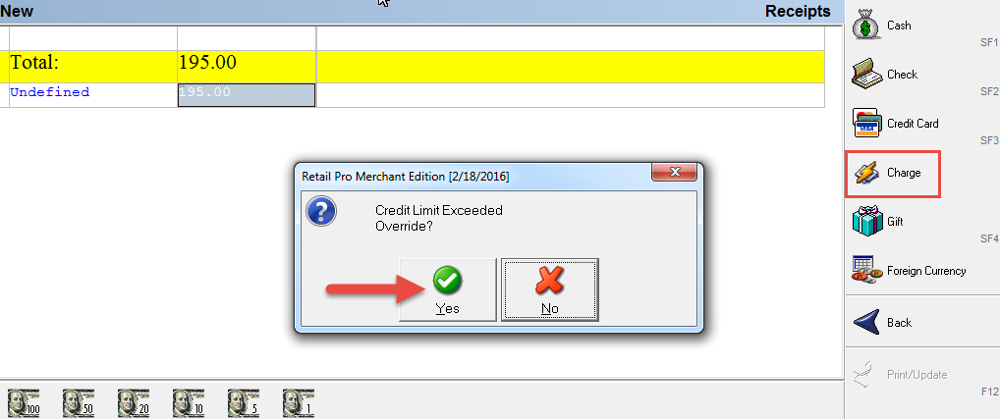 New
Receipts
Total: 195.00
Undefined 195.00
Retail Pro Merchant Edition [2/18/2016]
Credit Limit Exceeded
Override?
Yes
No
Cash
SF1
Check
SF2
VISA
Credit Card
SF3
Charge
Gift
SF4
Foreign Currency
Back
Print/Update
F12
100
50
20
10
5
1